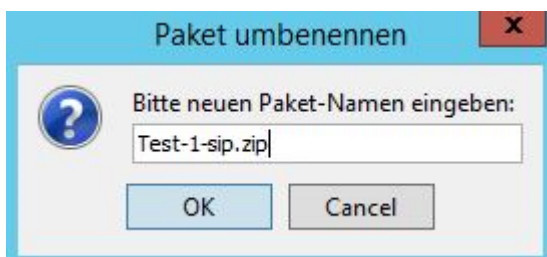 Paket umbenennen
x
Bitte neuen Paket-Namen eingeben:
Test-1-sip.zip
OK Cancel